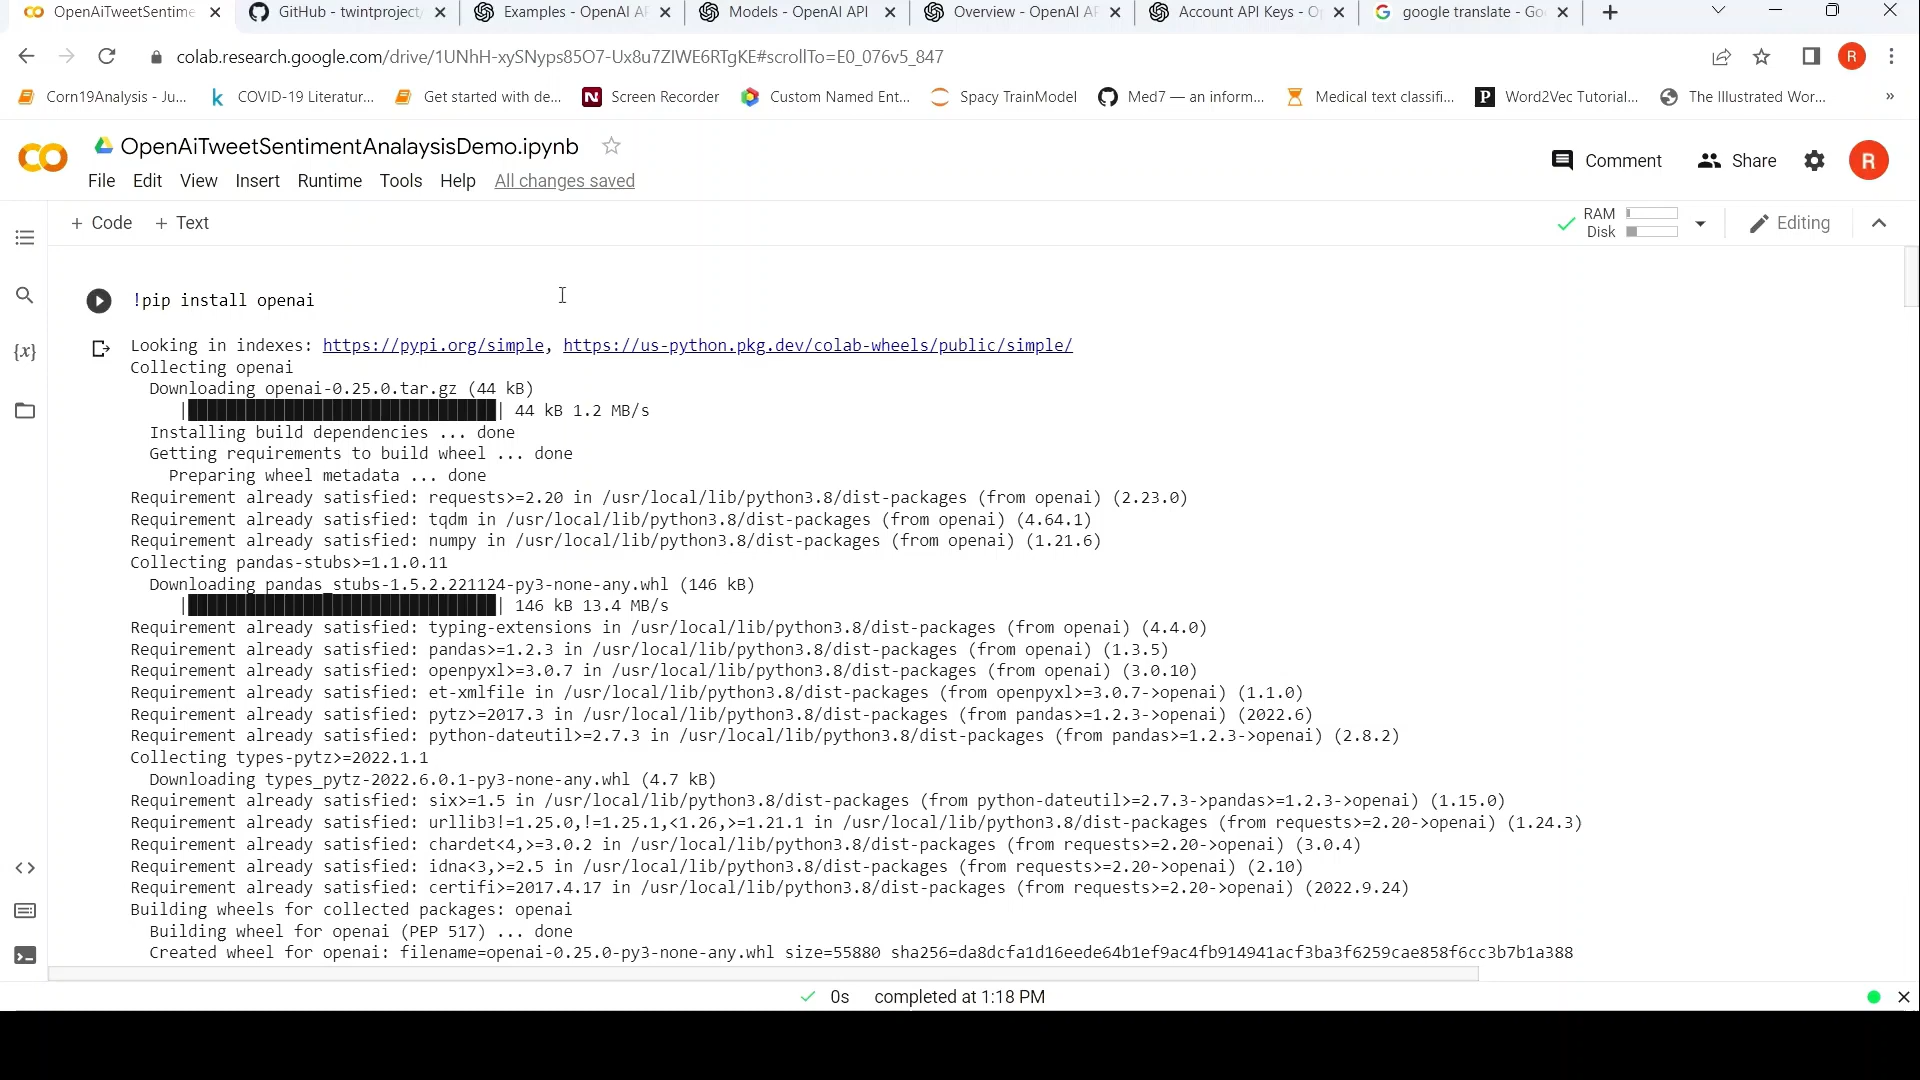 OpenAiTweetSentime
GitHub - twintproject/
Examples - OpenAI AP
Models - OpenAI API
Overview - OpenAI AP
Account API Keys - Op
google translate - Go
colab.research.google.com/drive/1UNhH-xySNyps85O7-Ux8u7ZIWE6RTgKE#scrollTo=E0_076v5_847
R
Corn19Analysis - Ju...
COVID-19 Literatur...
Get started with de...
Screen Recorder
Custom Named Ent...
Spacy TrainModel
Med7 — an inform...
Medical text classifi...
Word2Vec Tutorial...
The Illustrated Wor...
»
OpenAiTweetSentimentAnalaysisDemo.ipynb
Comment
Share
R
File Edit View Insert Runtime Tools Help All changes saved
+ Code + Text
RAM
Disk
Editing
!pip install openai
Looking in indexes: https://pypi.org/simple, https://us-python.pkg.dev/colab-wheels/public/simple/
Collecting openai
Downloading openai-0.25.0.tar.gz (44 kB)
|████████████████████████████████| 44 kB 1.2 MB/s
Installing build dependencies ... done
Getting requirements to build wheel ... done
Preparing wheel metadata ... done
Requirement already satisfied: requests>=2.20 in /usr/local/lib/python3.8/dist-packages (from openai) (2.23.0)
Requirement already satisfied: tqdm in /usr/local/lib/python3.8/dist-packages (from openai) (4.64.1)
Requirement already satisfied: numpy in /usr/local/lib/python3.8/dist-packages (from openai) (1.21.6)
Collecting pandas-stubs>=1.1.0.11
Downloading pandas_stubs-1.5.2.221124-py3-none-any.whl (146 kB)
|████████████████████████████████| 146 kB 13.4 MB/s
Requirement already satisfied: typing-extensions in /usr/local/lib/python3.8/dist-packages (from openai) (4.4.0)
Requirement already satisfied: pandas>=1.2.3 in /usr/local/lib/python3.8/dist-packages (from openai) (1.3.5)
Requirement already satisfied: openpyxl>=3.0.7 in /usr/local/lib/python3.8/dist-packages (from openai) (3.0.10)
Requirement already satisfied: et-xmlfile in /usr/local/lib/python3.8/dist-packages (from openpyxl>=3.0.7->openai) (1.1.0)
Requirement already satisfied: pytz>=2017.3 in /usr/local/lib/python3.8/dist-packages (from pandas>=1.2.3->openai) (2022.6)
Requirement already satisfied: python-dateutil>=2.7.3 in /usr/local/lib/python3.8/dist-packages (from pandas>=1.2.3->openai) (2.8.2)
Collecting types-pytz>=2022.1.1
Downloading types_pytz-2022.6.0.1-py3-none-any.whl (4.7 kB)
Requirement already satisfied: six>=1.5 in /usr/local/lib/python3.8/dist-packages (from python-dateutil>=2.7.3->pandas>=1.2.3->openai) (1.15.0)
Requirement already satisfied: urllib3!=1.25.0,!=1.25.1,<1.26,>=1.21.1 in /usr/local/lib/python3.8/dist-packages (from requests>=2.20->openai) (1.24.3)
Requirement already satisfied: chardet<4,>=3.0.2 in /usr/local/lib/python3.8/dist-packages (from requests>=2.20->openai) (3.0.4)
Requirement already satisfied: idna<3,>=2.5 in /usr/local/lib/python3.8/dist-packages (from requests>=2.20->openai) (2.10)
Requirement already satisfied: certifi>=2017.4.17 in /usr/local/lib/python3.8/dist-packages (from requests>=2.20->openai) (2022.9.24)
Building wheels for collected packages: openai
Building wheel for openai (PEP 517) ... done
Created wheel for openai: filename=openai-0.25.0-py3-none-any.whl size=55880 sha256=da8dcfa1d16eede64b1ef9ac4fb914941acf3ba3f6259cae858f6cc3b7b1a388
0s completed at 1:18 PM